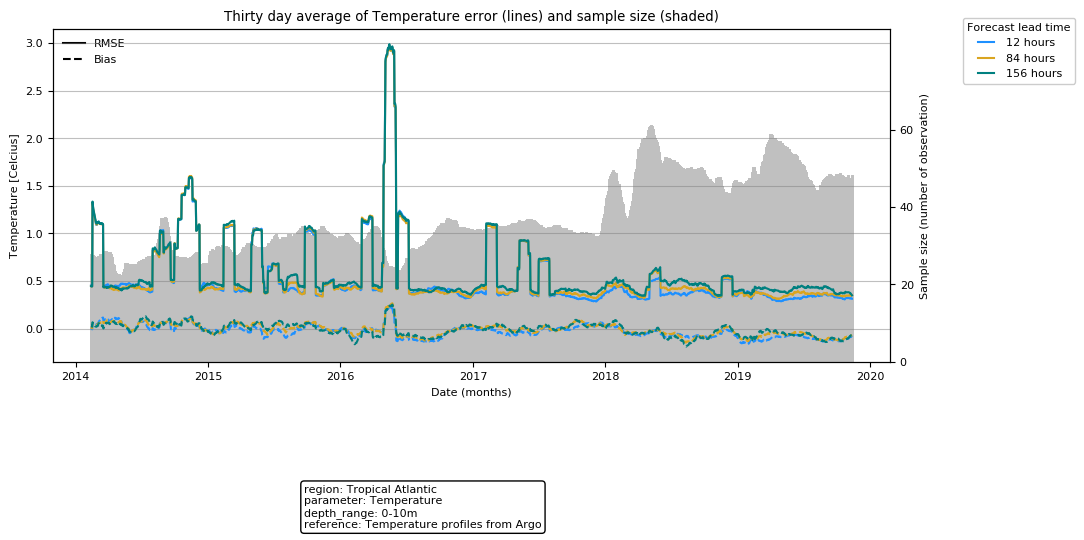 Thirty day average of Temperature error (lines) and sample size (shaded)
Forecast lead time
12 hours
84 hours
156 hours
RMSE
Bias
3.0
2.5
2.0
1.5
1.0
0.5
0.0
Temperature [Celcius]
60
40
20
0
Sample size (number of observation)
2014
2015
2016
2017
2018
2019
2020
Date (months)
region: Tropical Atlantic
parameter: Temperature
depth_range: 0-10m
reference: Temperature profiles from Argo